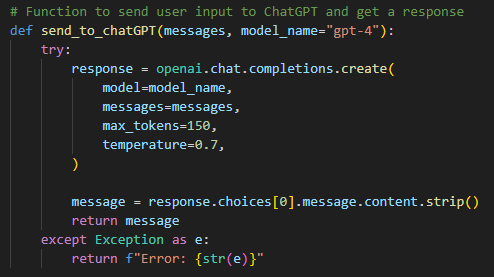 # Function to send user input to ChatGPT and get a response
def send_to_chatGPT(messages, model_name="gpt-4"):
    try:
        response = openai.chat.completions.create(
            model=model_name,
            messages=messages,
            max_tokens=150,
            temperature=0.7,
        )

        message = response.choices[0].message.content.strip()
        return message
    except Exception as e:
        return f"Error: {str(e)}"